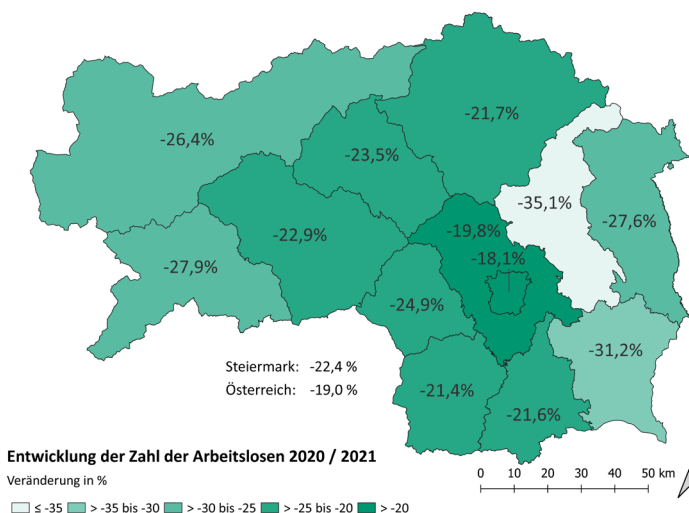 -21,7%
-26,4%
-23,5%
-35,1%
-27,6%
-19,8%
-22,9%
-18,1%
-27,9%
-24,9%
-31,2%
Steiermark: -22,4 %
Österreich: -19,0 %
-21,4%
-21,6%
Entwicklung der Zahl der Arbeitslosen 2020 / 2021
Veränderung in %
0 10 20 30 40 50 km
≤ -35 > -35 bis -30 > -30 bis -25 > -25 bis -20 > -20